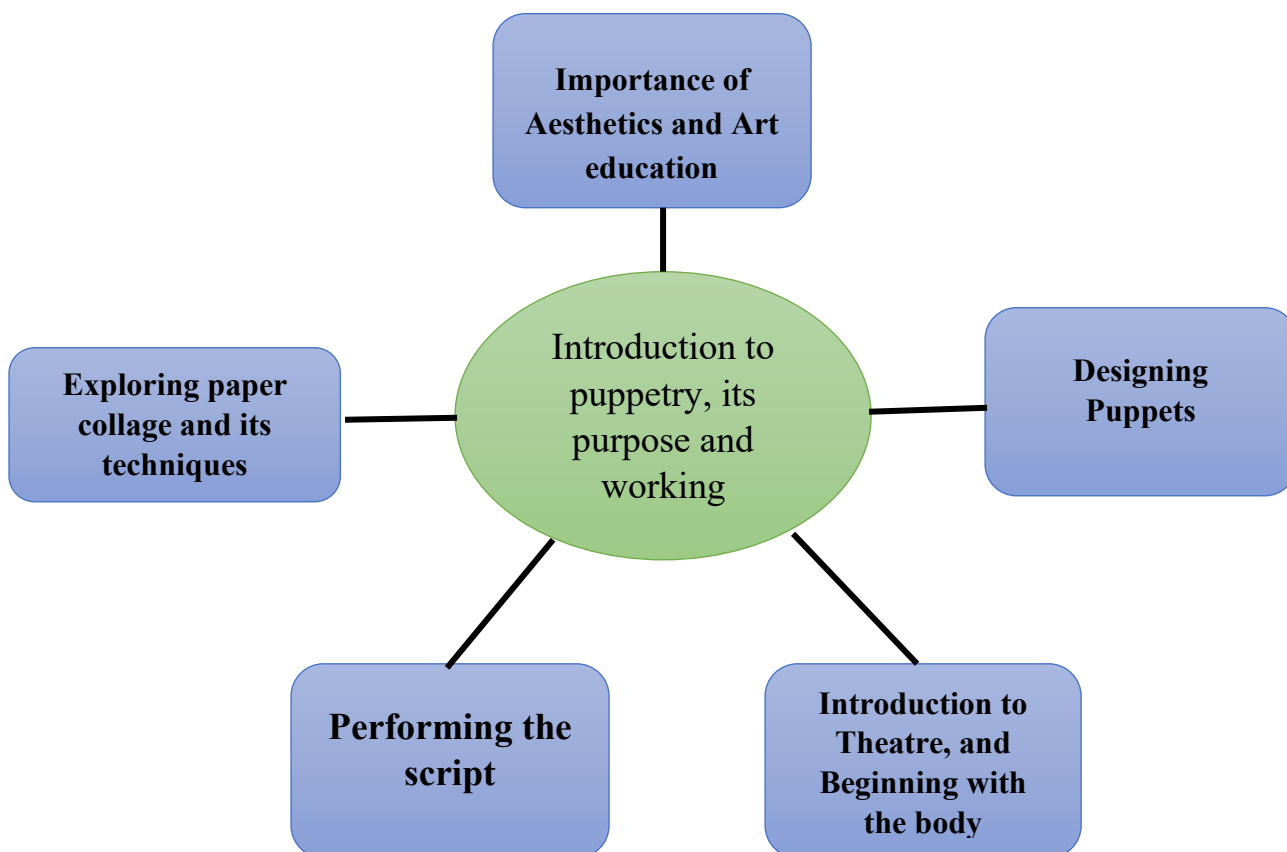 Importance of
Aesthetics and Art
education
Introduction to
puppetry, its
purpose and
working
Designing
Puppets
Exploring paper
collage and its
techniques
Performing the
script
Introduction to
Theatre, and
Beginning with
the body